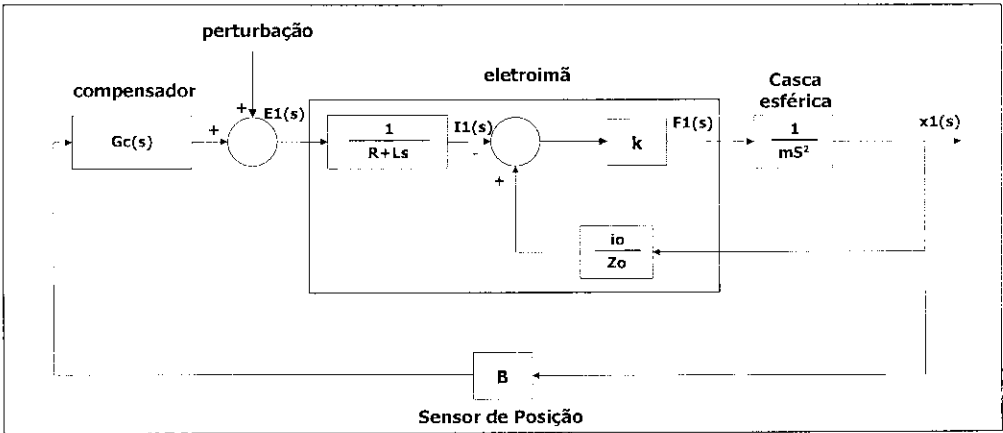 perturbação
compensador
Gc(s)
+
+
E1(s)
eletroimã
1
R+Ls
I1(s)
-
+
k
F1(s)
Casca
esférica
1
mS²
x1(s)
io
Zo
B
Sensor de Posição